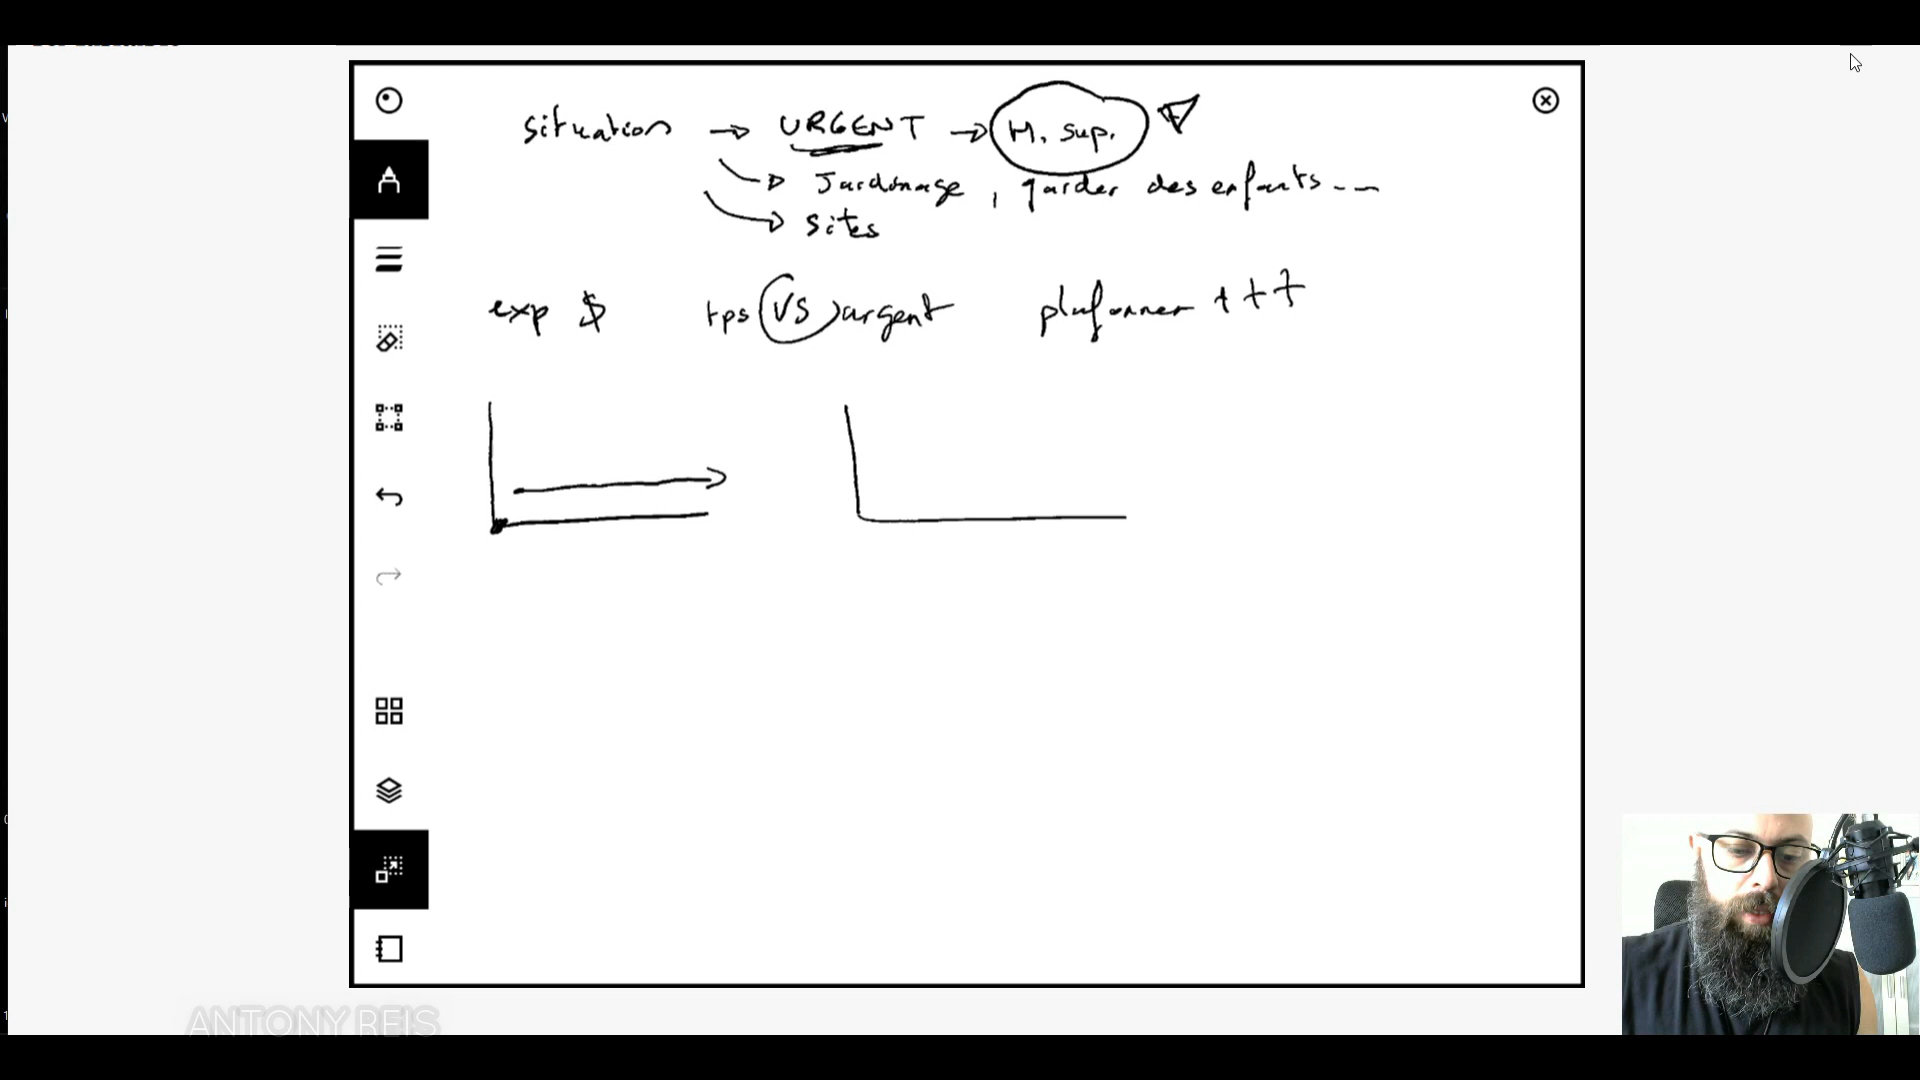 situation → URGENT → H. sup.
→ Jardinage, garder des enfants...
→ Sites
exp $ tps VS argent plafonner +++
ANTONY REIS